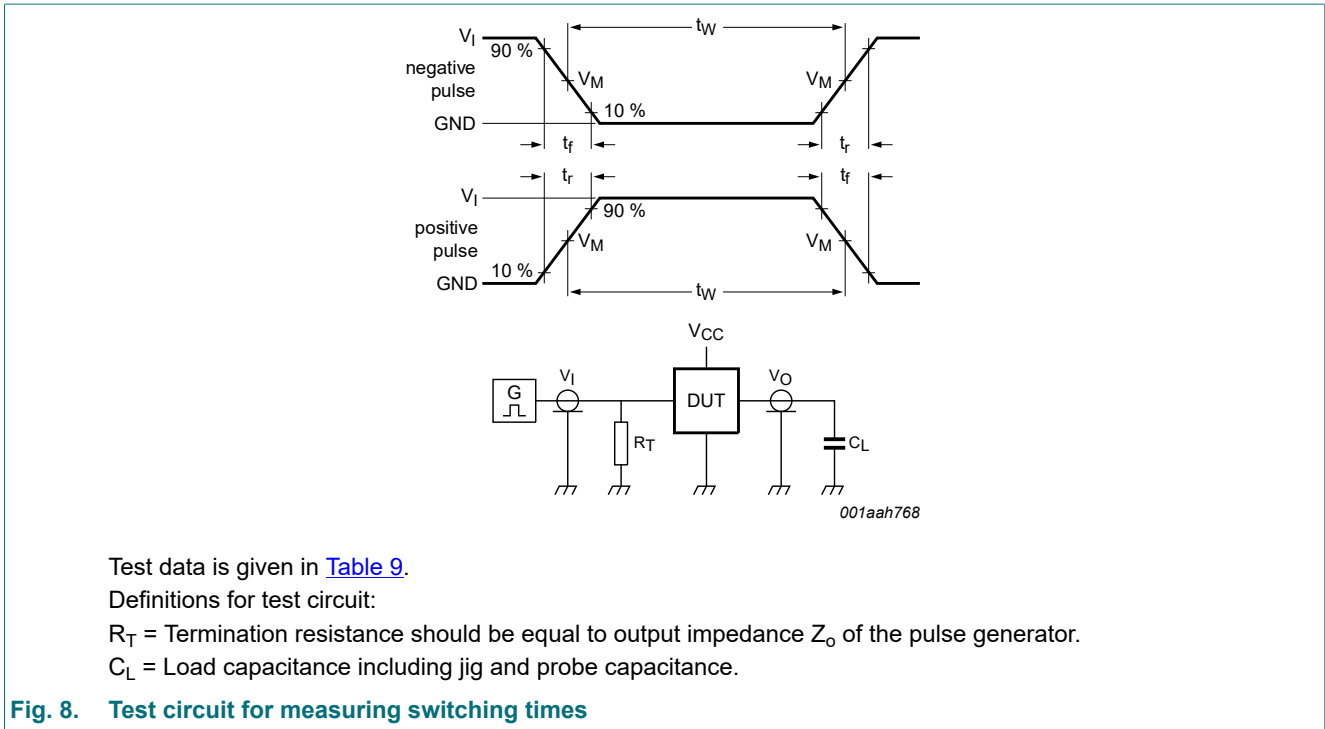 tW
VI
90 %
negative
pulse
VM
VM
10 %
GND
tf
tr
tr
tf
VI
90 %
positive
pulse
VM
VM
10 %
GND
tW
VCC
VI
VO
G
DUT
RT
CL
001aah768
Test data is given in Table 9.
Definitions for test circuit:
RT = Termination resistance should be equal to output impedance Zo of the pulse generator.
CL = Load capacitance including jig and probe capacitance.
Fig. 8. Test circuit for measuring switching times